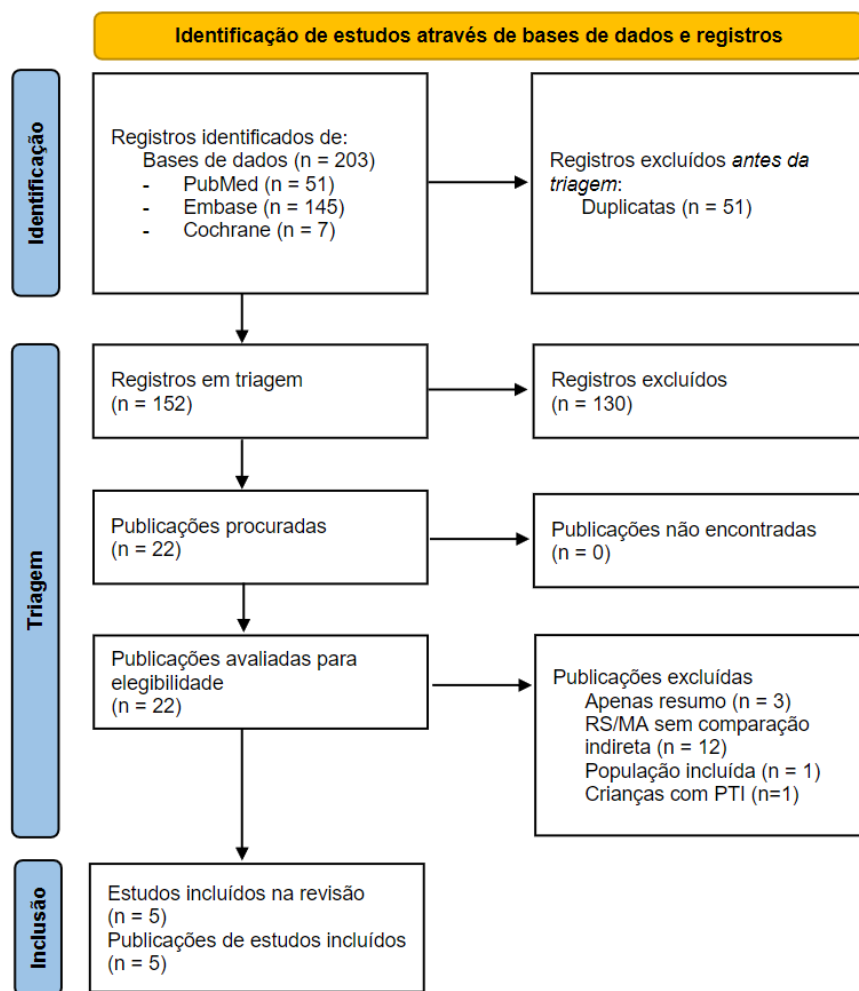 Identificação de estudos através de bases de dados e registros
Identificação
Registros identificados de:
Bases de dados (n = 203)
- PubMed (n = 51)
- Embase (n = 145)
- Cochrane (n = 7)
Registros excluídos antes da
triagem:
Duplicatas (n = 51)
Triagem
Registros em triagem
(n = 152)
Registros excluídos
(n = 130)
Publicações procuradas
(n = 22)
Publicações não encontradas
(n = 0)
Publicações avaliadas para
elegibilidade
(n = 22)
Publicações excluídas
Apenas resumo (n = 3)
RS/MA sem comparação
indireta (n = 12)
População incluída (n = 1)
Crianças com PTI (n=1)
Inclusão
Estudos incluídos na revisão
(n = 5)
Publicações de estudos incluídos
(n = 5)